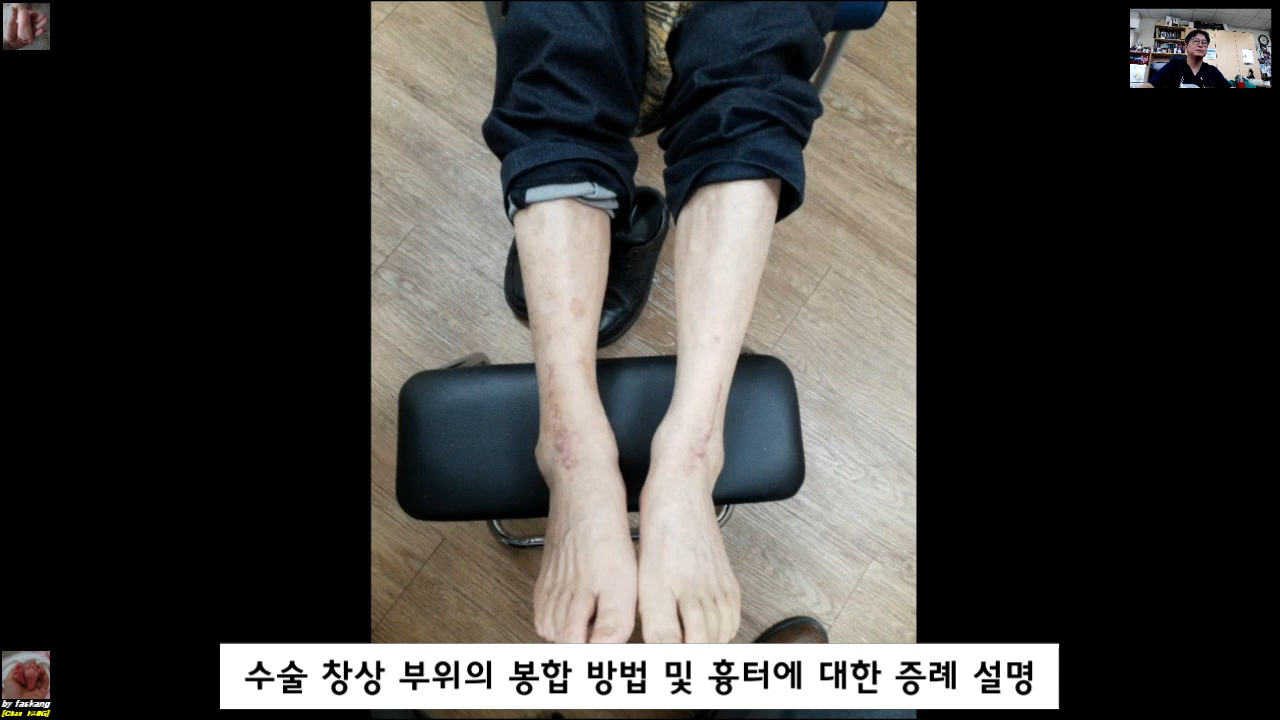 수술 창상 부위의 봉합 방법 및 흉터에 대한 증례 설명
by faskang